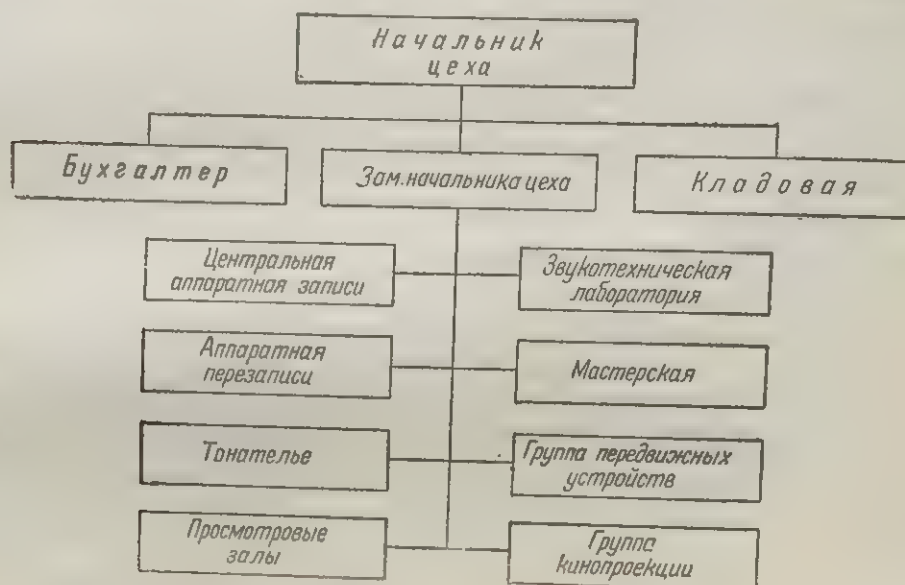 Начальник
цеха
Бухгалтер
Зам. начальника цеха
Кладовая
Центральная
аппаратная записи
Звукотехническая
лаборатория
Аппаратная
перезаписи
Мастерская
Тонателье
Группа передвижных
устройств
Просмотровые
залы
Группа
кинопроекции